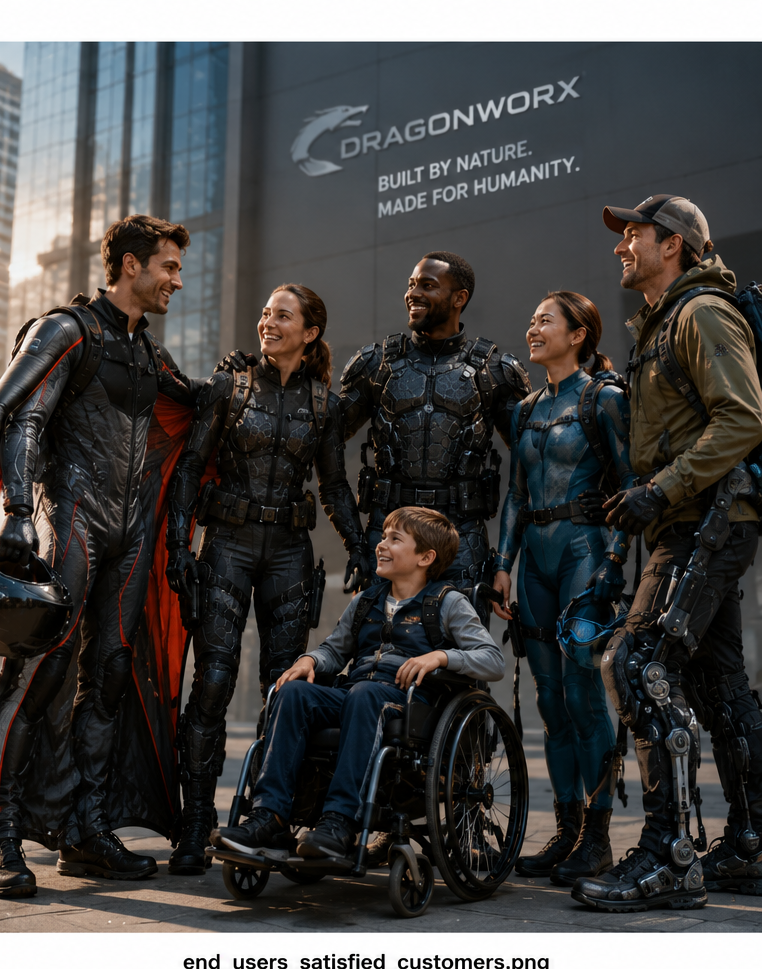 DRAGONWORX
BUILT BY NATURE.
MADE FOR HUMANITY.
end_users_satisfied_customers.png